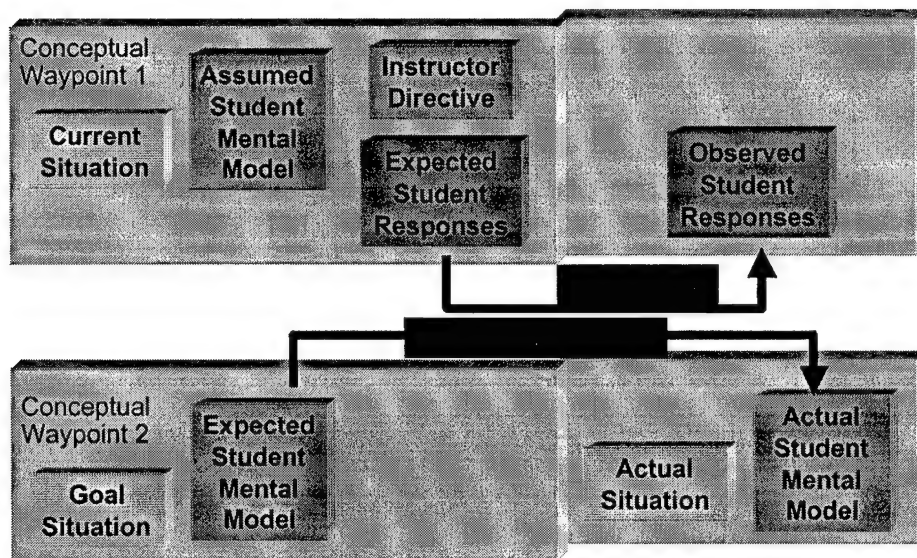 Conceptual
Waypoint 1
Current
Situation
Assumed
Student
Mental
Model
Instructor
Directive
Expected
Student
Responses
Observed
Student
Responses
Conceptual
Waypoint 2
Goal
Situation
Expected
Student
Mental
Model
Actual
Situation
Actual
Student
Mental
Model